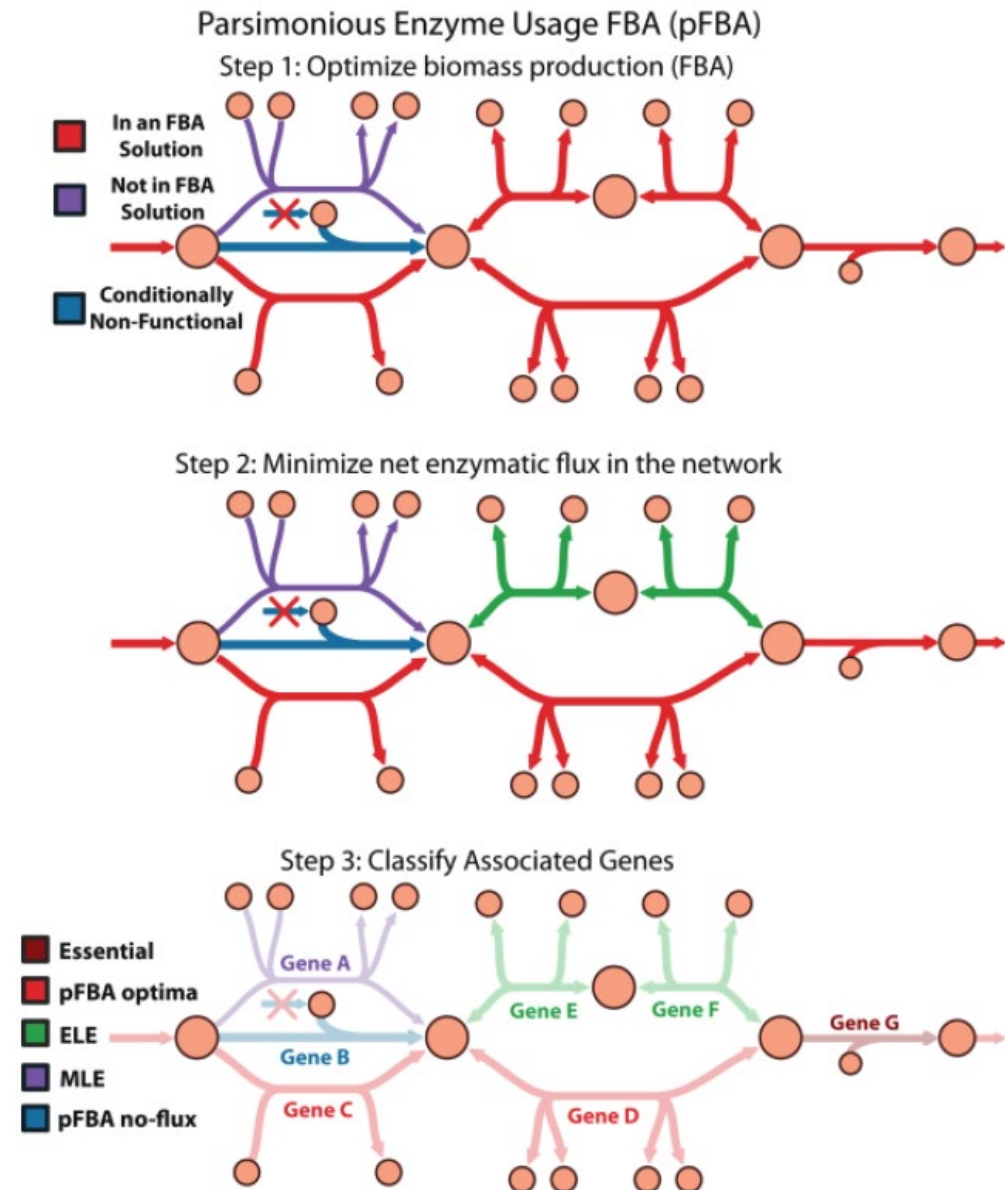 Parsimonious Enzyme Usage FBA (pFBA)
Step 1: Optimize biomass production (FBA)
In an FBA
Solution
Not in FBA
Solution
Conditionally
Non-Functional
Step 2: Minimize net enzymatic flux in the network
Step 3: Classify Associated Genes
Essential
pFBA optima
ELE
MLE
pFBA no-flux
Gene A
Gene B
Gene C
Gene E
Gene F
Gene D
Gene G